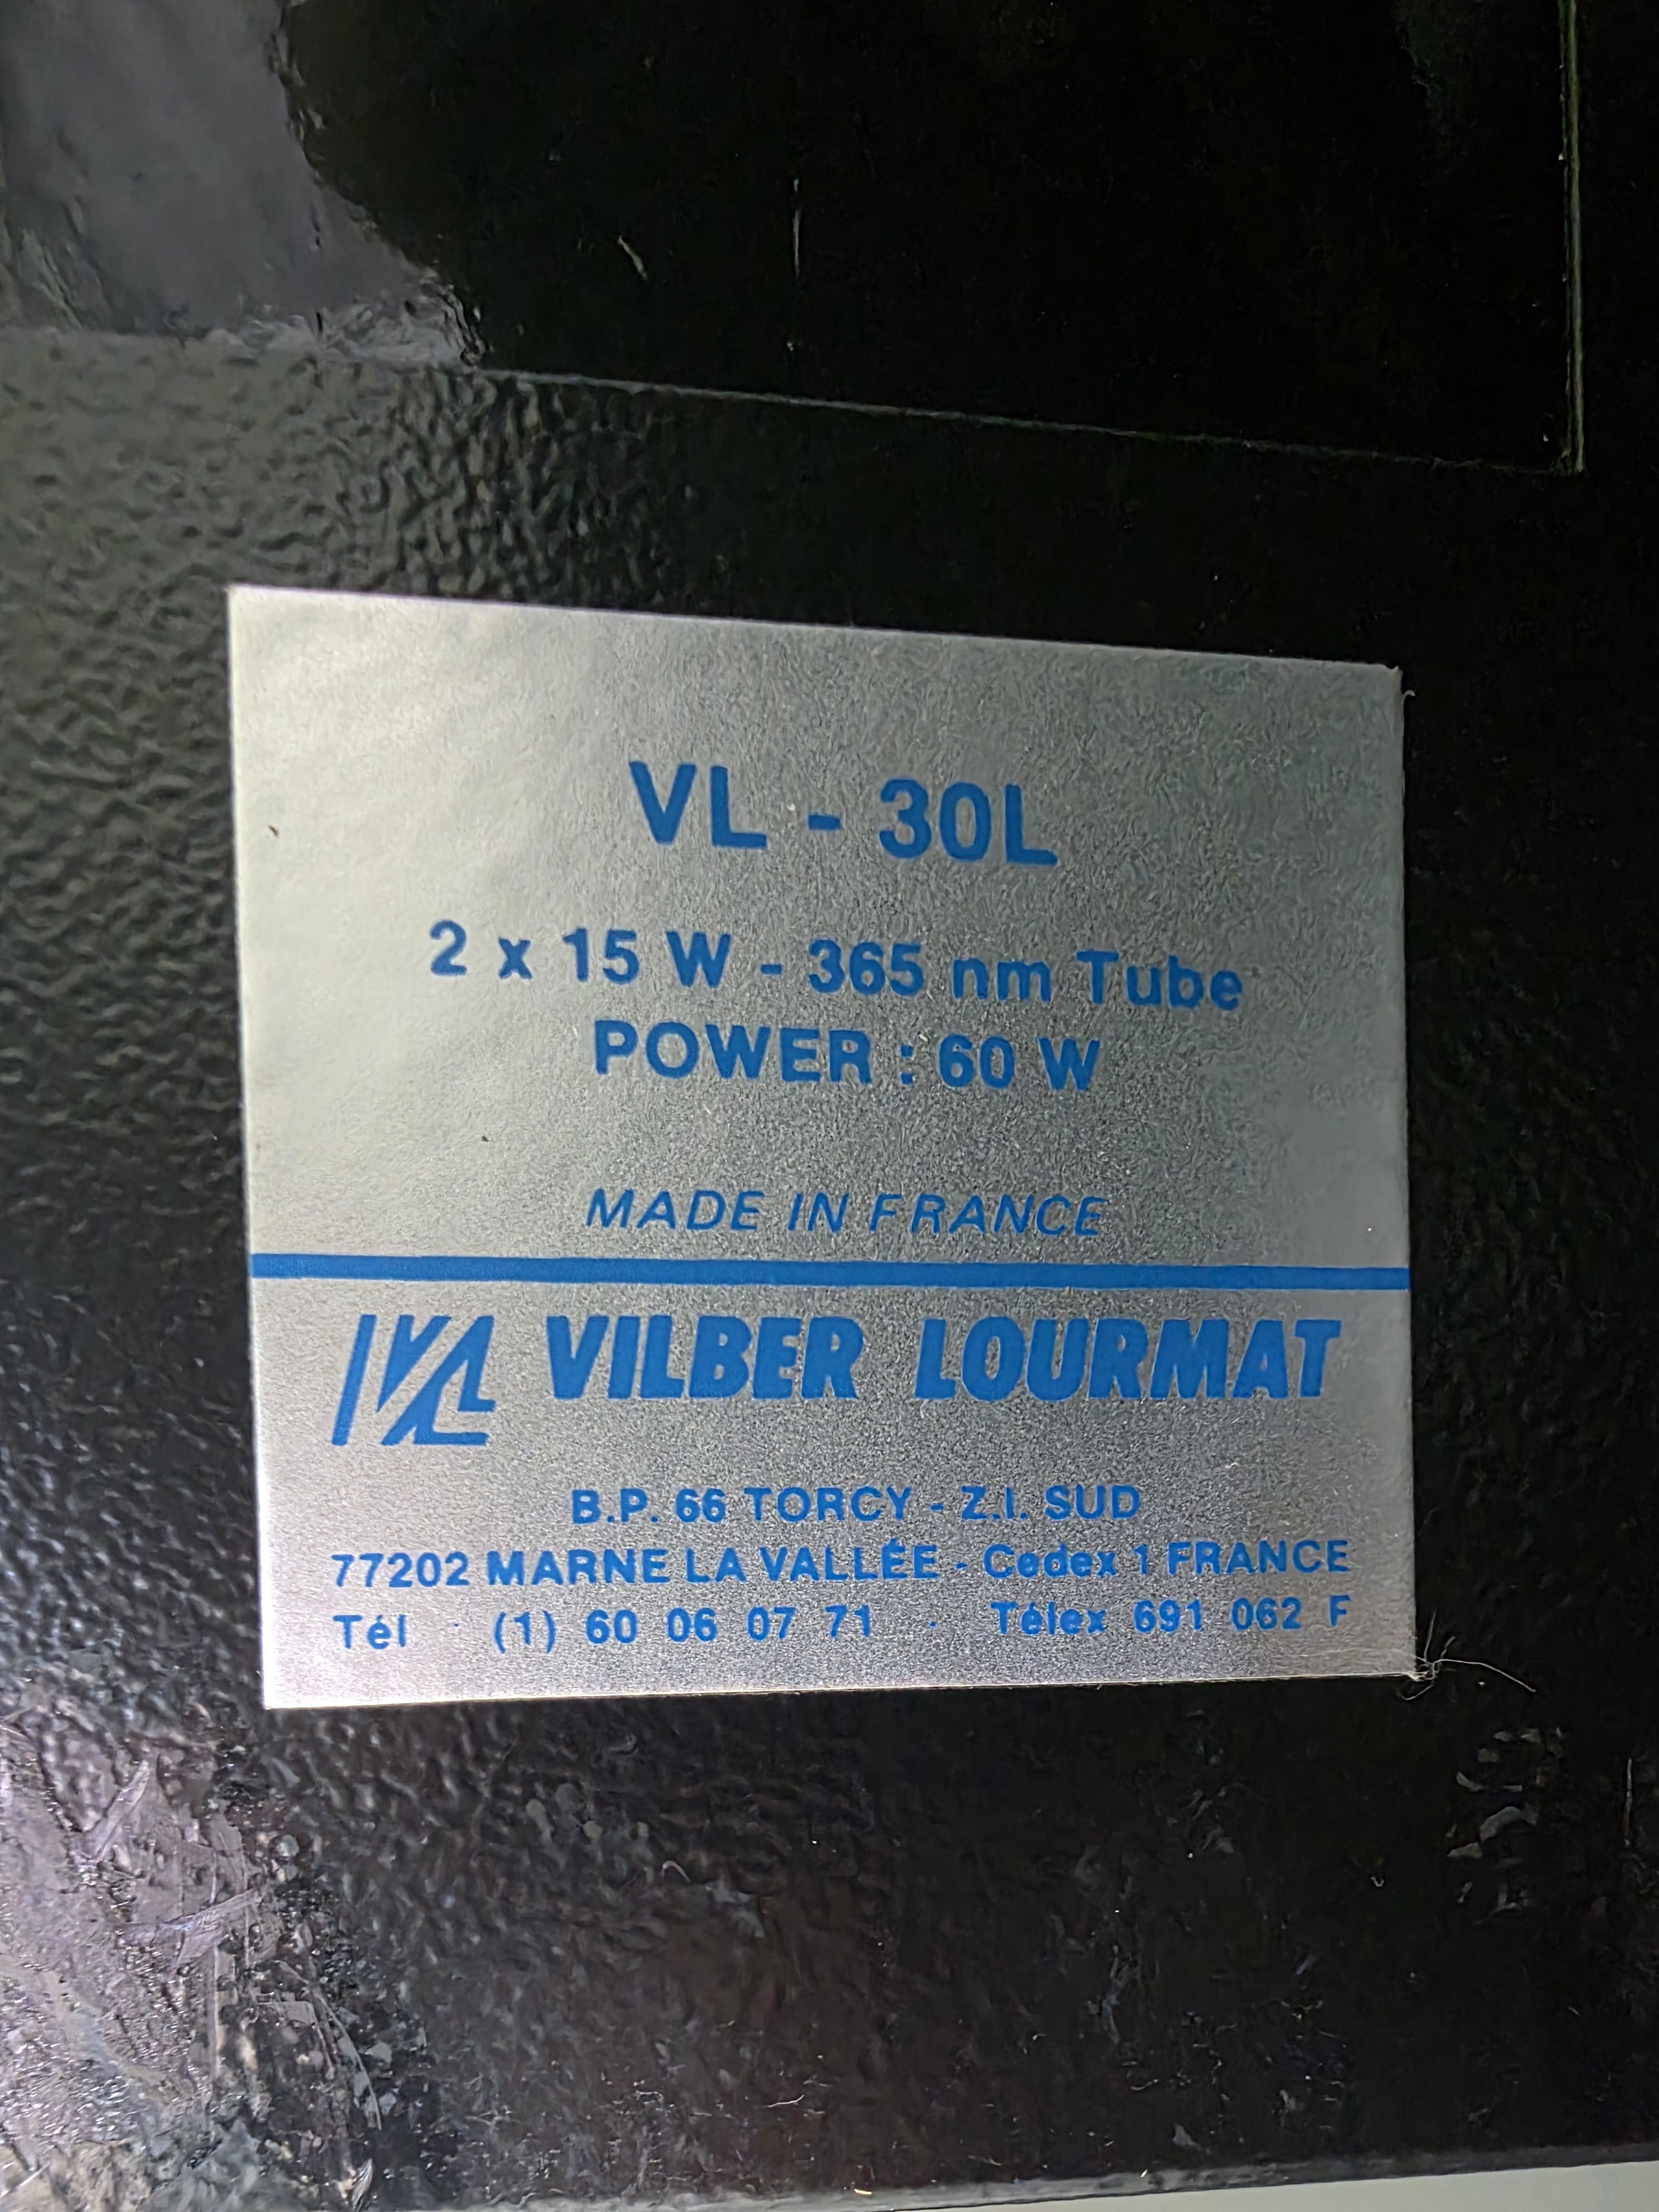 VL - 30L
2 x 15 W - 365 nm Tube
POWER : 60 W
MADE IN FRANCE
VL VILBER LOURMAT
B.P. 66 TORCY - Z.I. SUD
77202 MARNE LA VALLÉE - Cedex 1 FRANCE
Tél · (1) 60 06 07 71 · Télex 691 062 F